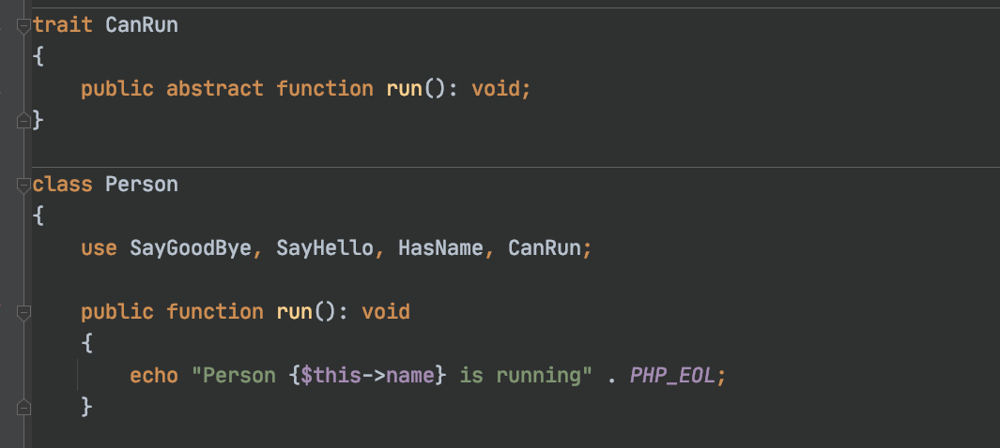 trait CanRun
{
    public abstract function run(): void;
}
class Person
{
    use SayGoodBye, SayHello, HasName, CanRun;
    public function run(): void
    {
        echo "Person {$this->name} is running" . PHP_EOL;
    }